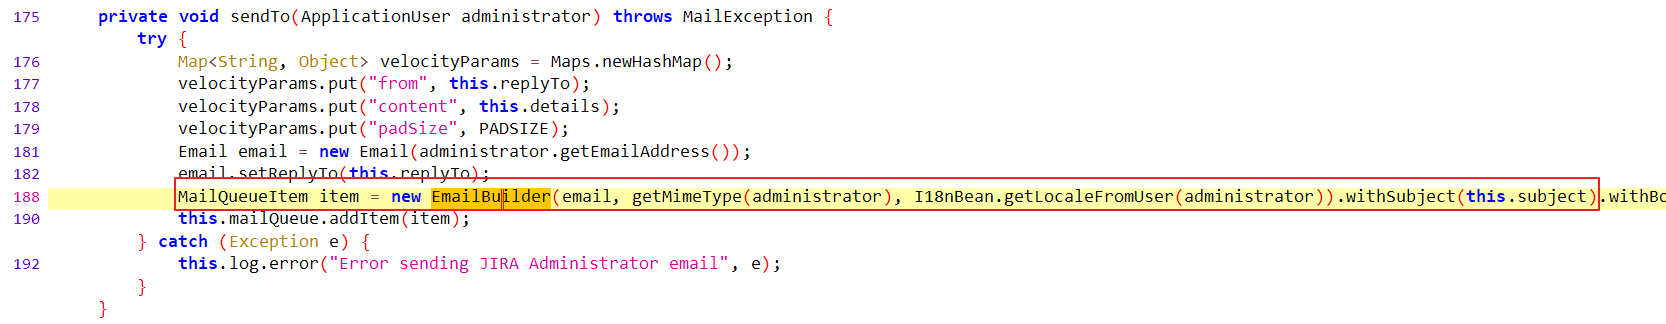 175 private void sendTo(ApplicationUser administrator) throws MailException {
try {
176 Map<String, Object> velocityParams = Maps.newHashMap();
177 velocityParams.put("from", this.replyTo);
178 velocityParams.put("content", this.details);
179 velocityParams.put("padSize", PADSIZE);
181 Email email = new Email(administrator.getEmailAddress());
182 email.setReplyTo(this.replyTo);
188 MailQueueItem item = new EmailBuilder(email, getMimeType(administrator), I18nBean.getLocaleFromUser(administrator)).withSubject(this.subject).withBo
190 this.mailQueue.addItem(item);
} catch (Exception e) {
192 this.log.error("Error sending JIRA Administrator email", e);
}
}